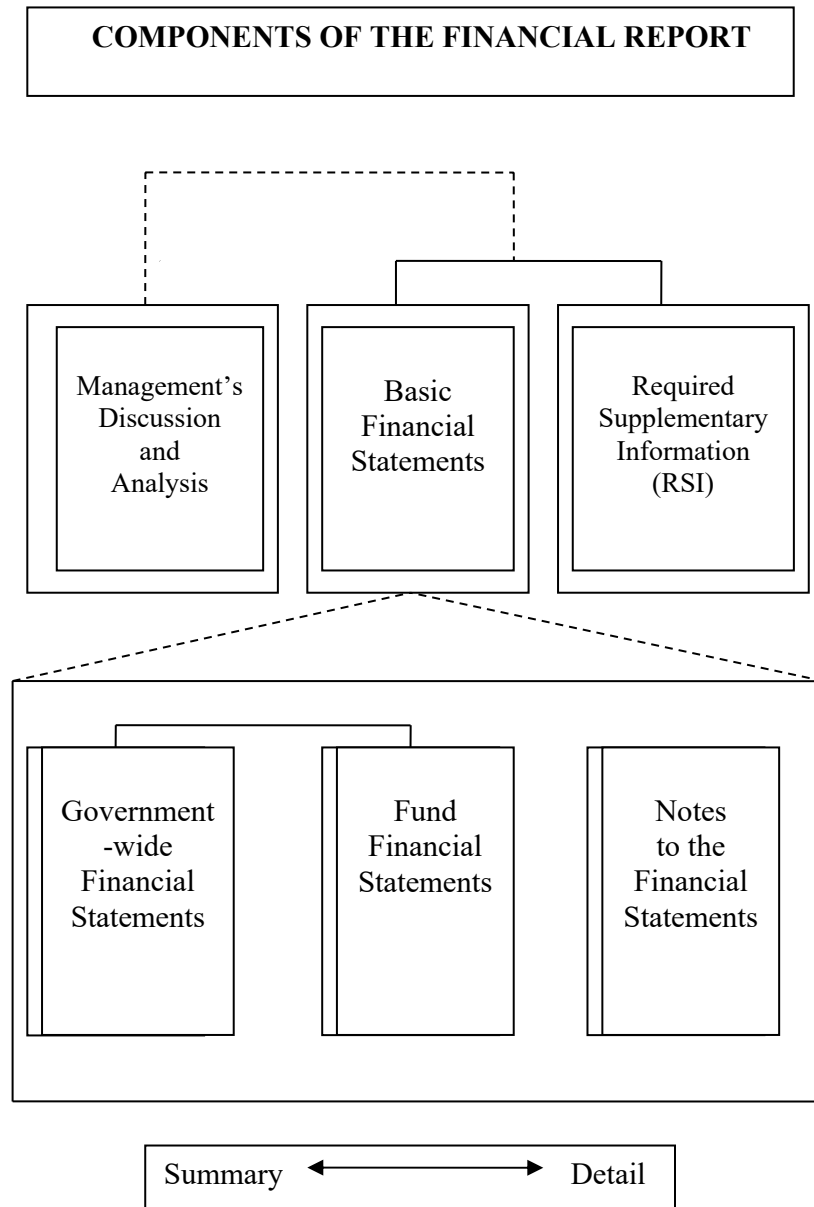 COMPONENTS OF THE FINANCIAL REPORT
Management’s
Discussion
and
Analysis
Basic
Financial
Statements
Required
Supplementary
Information
(RSI)
Government
-wide
Financial
Statements
Fund
Financial
Statements
Notes
to the
Financial
Statements
Summary
Detail